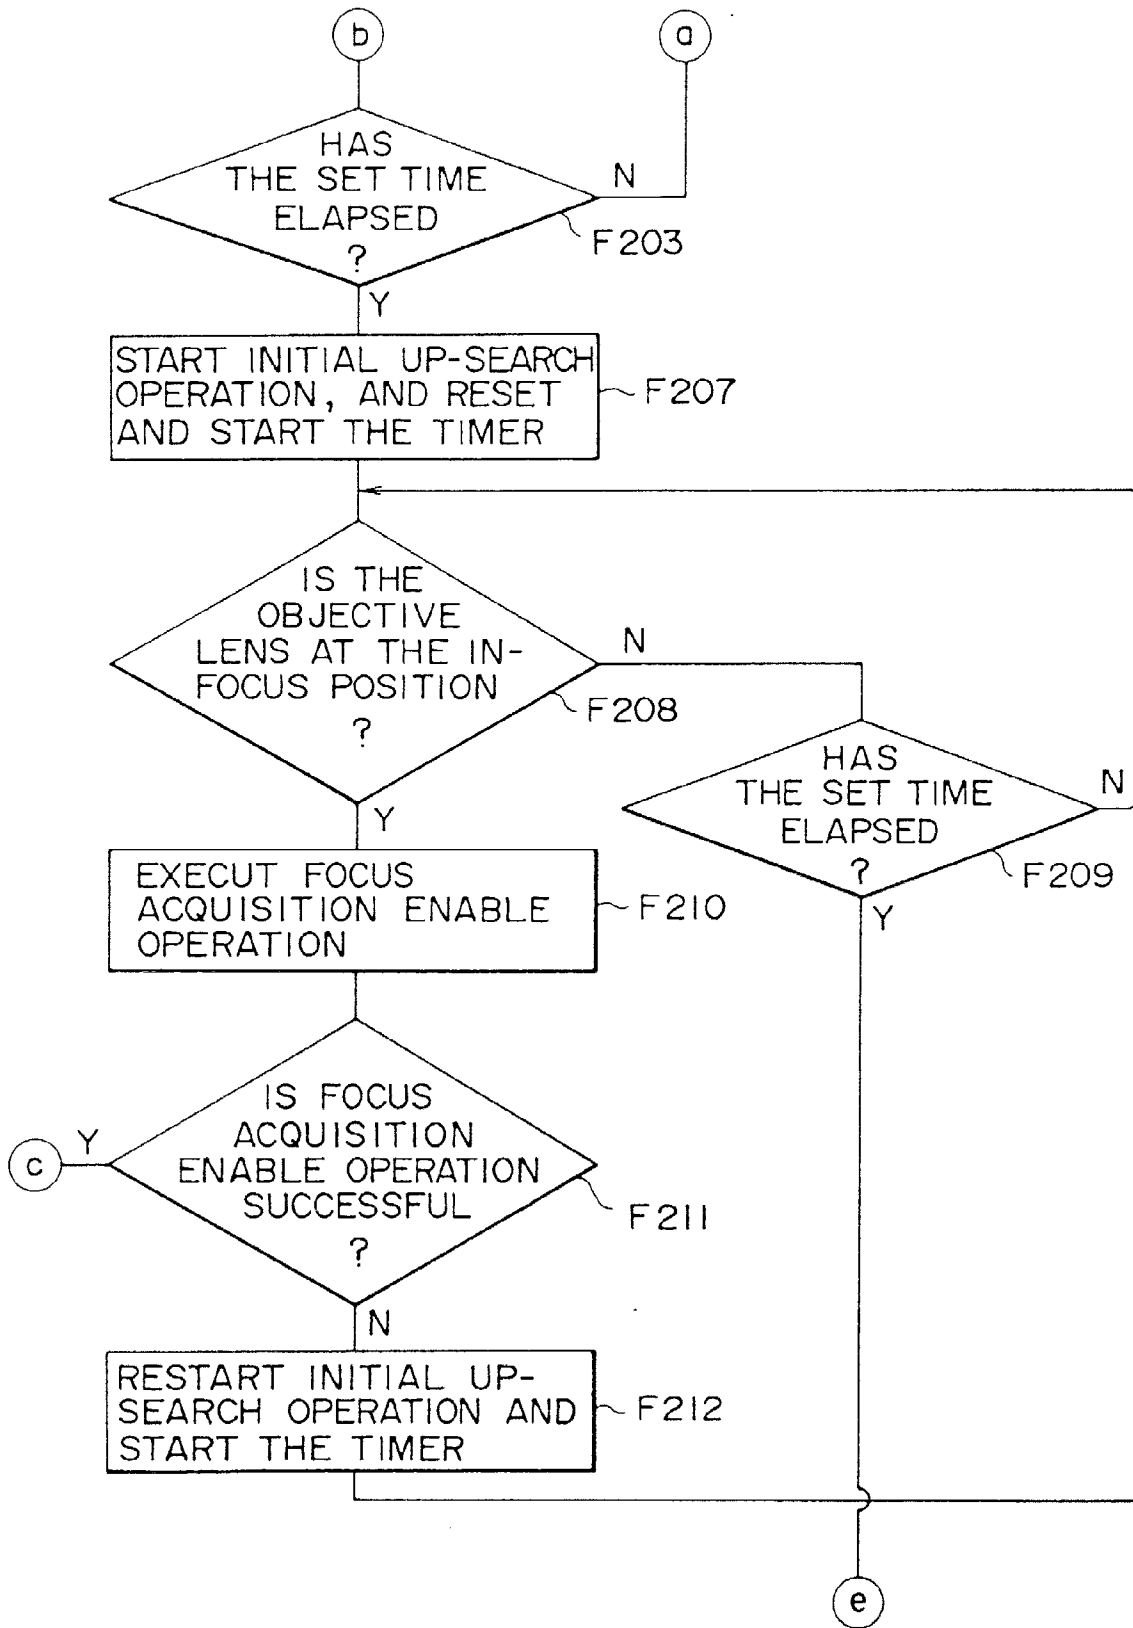 b
a
HAS
THE SET TIME
ELAPSED
?
N
F203
Y
START INITIAL UP-SEARCH
OPERATION, AND RESET
AND START THE TIMER
F207
IS THE
OBJECTIVE
LENS AT THE IN-
FOCUS POSITION
?
N
F208
Y
HAS
THE SET TIME
ELAPSED
?
N
F209
Y
EXECUT FOCUS
ACQUISITION ENABLE
OPERATION
F210
IS FOCUS
ACQUISITION
ENABLE OPERATION
SUCCESSFUL
?
Y
c
F211
N
RESTART INITIAL UP-
SEARCH OPERATION AND
START THE TIMER
F212
e